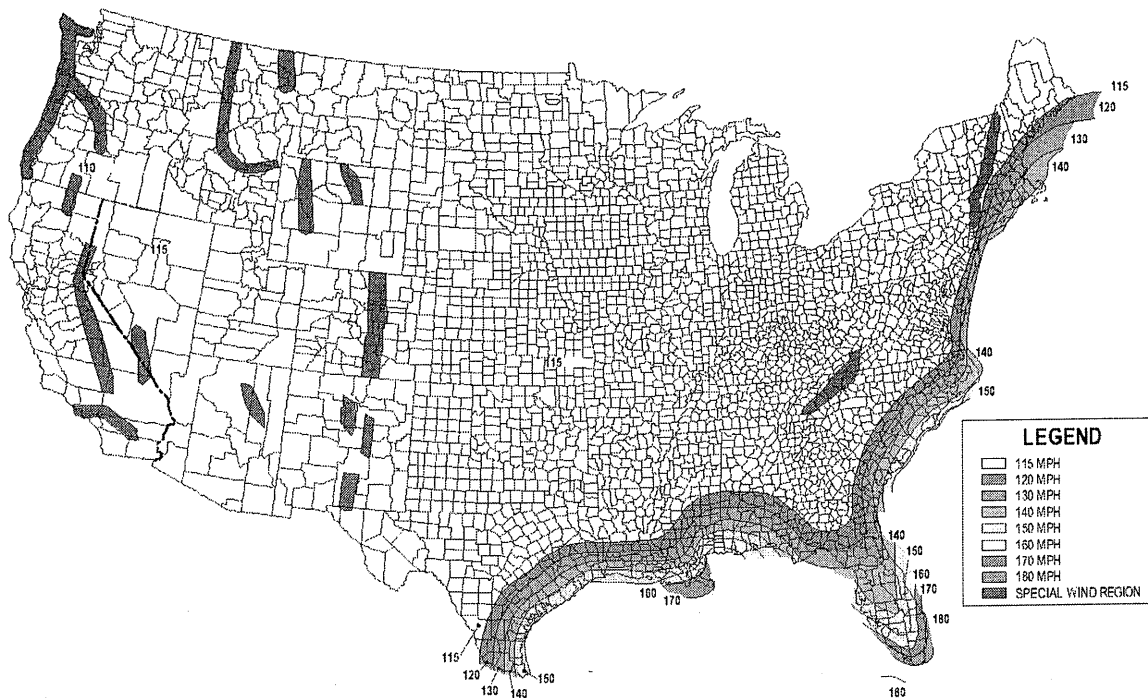 115
120
130
140
110
115
115
140
150
LEGEND
115 MPH
120 MPH
130 MPH
140 MPH
150 MPH
160 MPH
170 MPH
180 MPH
SPECIAL WIND REGION
140
150
160
170
180
160
170
115
120
130
140
150
180